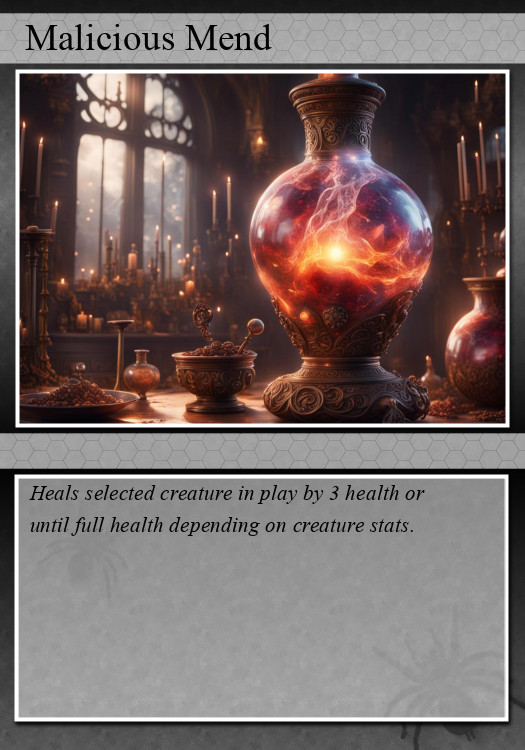 Malicious Mend
Heals selected creature in play by 3 health or
until full health depending on creature stats.